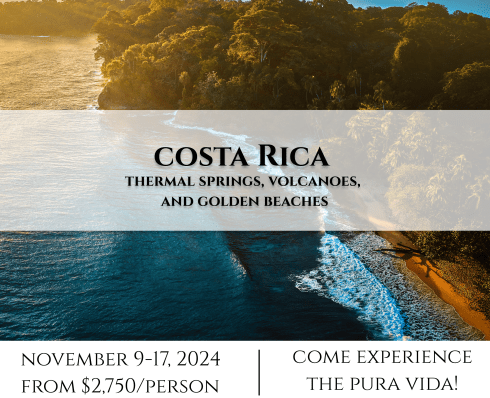 COSTA RICA
THERMAL SPRINGS, VOLCANOES,
AND GOLDEN BEACHES
NOVEMBER 9-17, 2024
FROM $2,750/PERSON
COME EXPERIENCE
THE PURA VIDA!